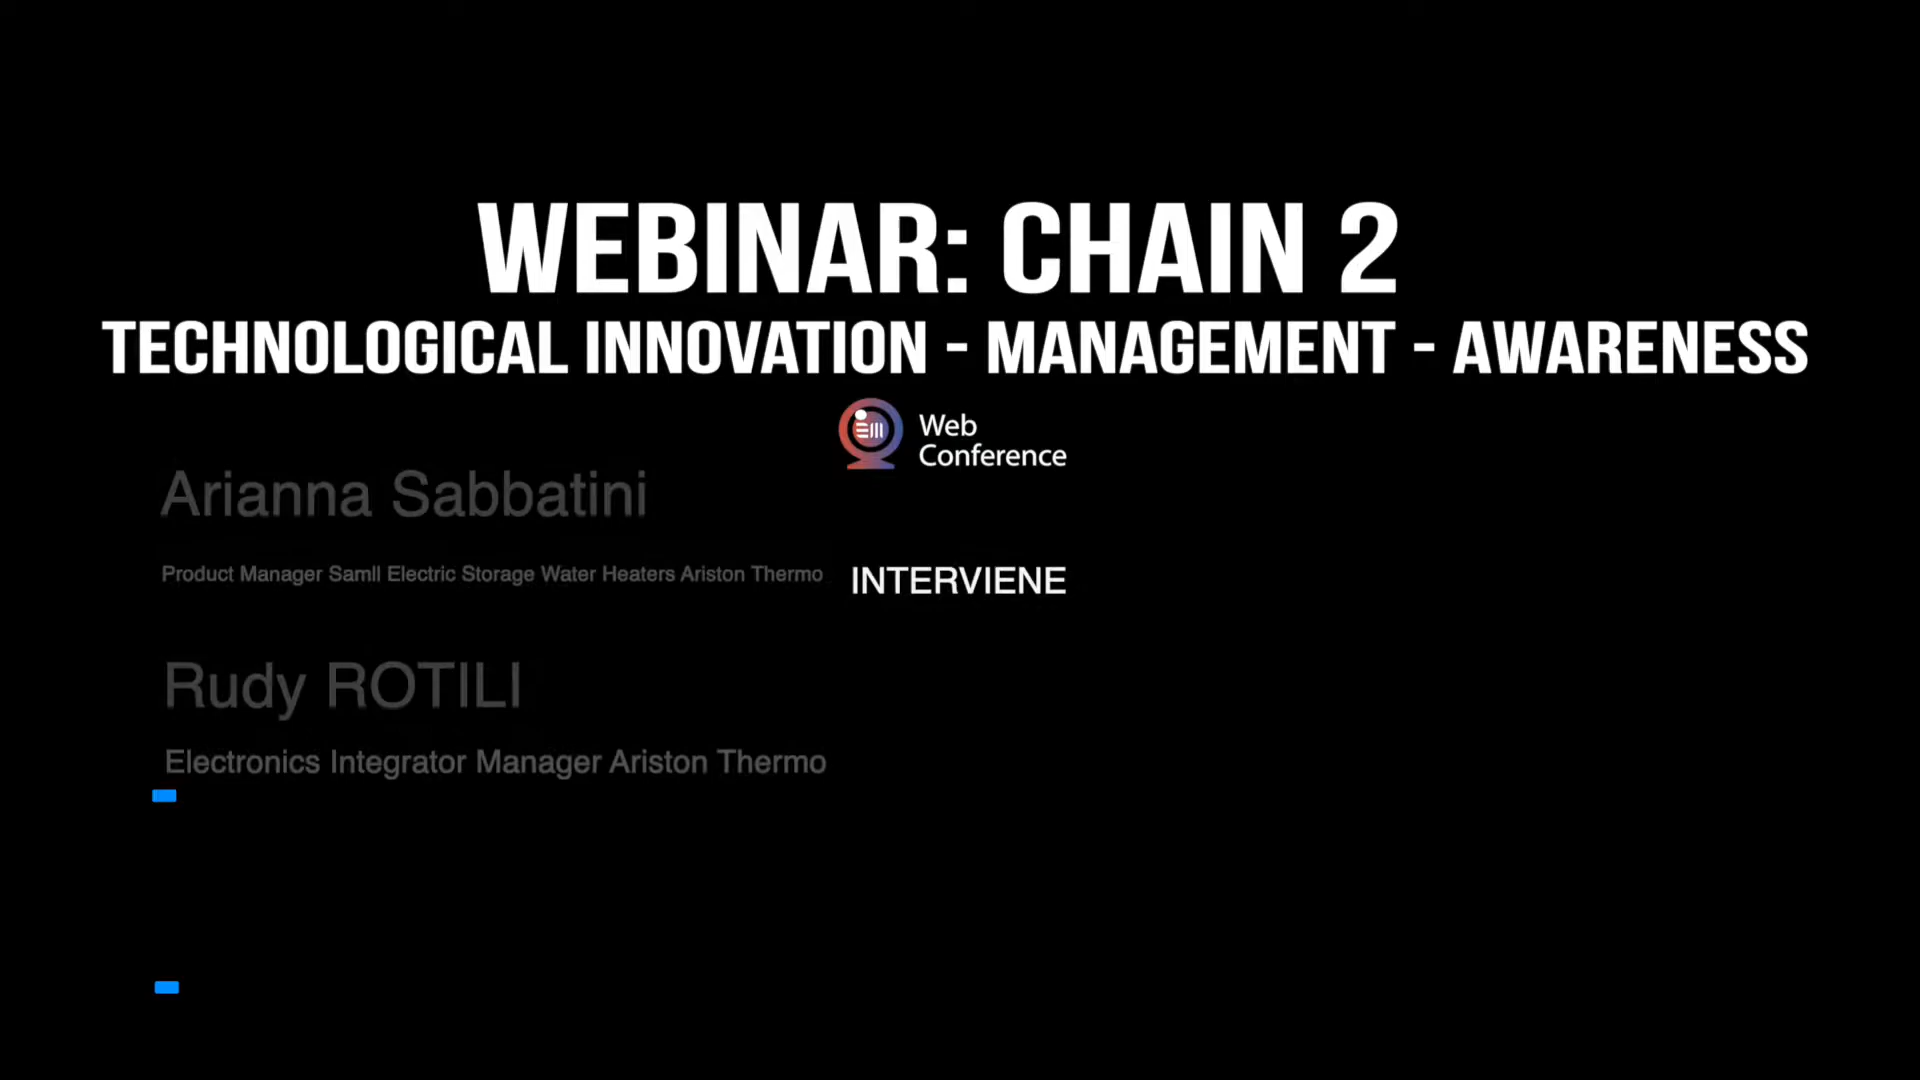 WEBINAR: CHAIN 2
TECHNOLOGICAL INNOVATION - MANAGEMENT - AWARENESS
Web
Conference
Arianna Sabbatini
Product Manager Samll Electric Storage Water Heaters Ariston Thermo
INTERVIENE
Rudy ROTILI
Electronics Integrator Manager Ariston Thermo